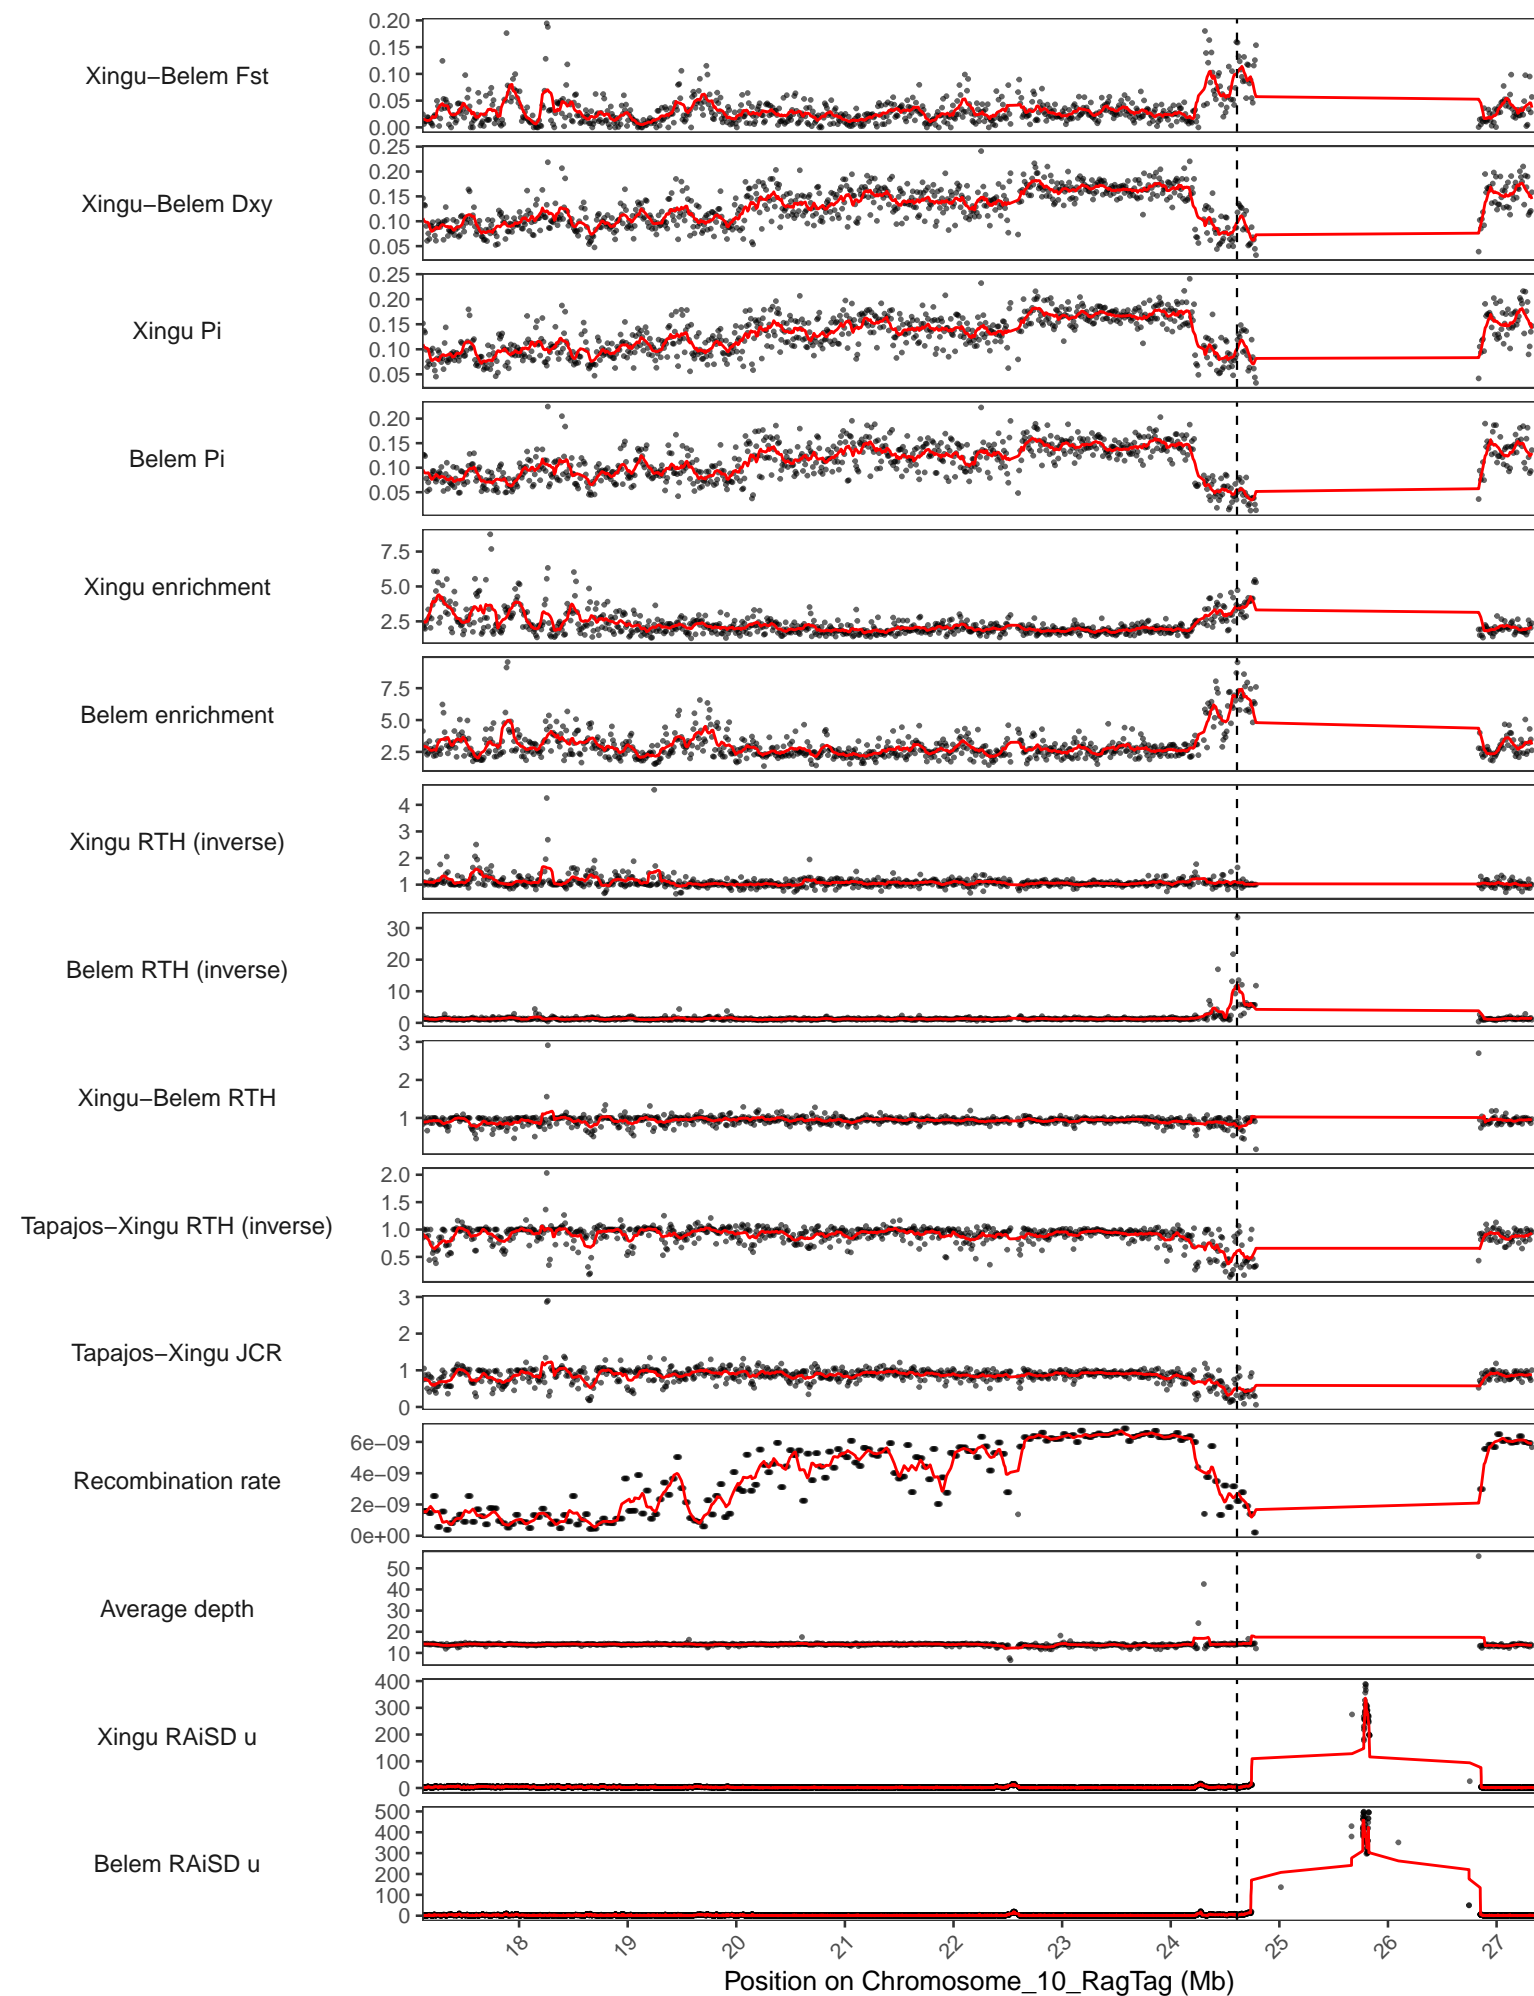 Xingu−Belem Fst
0.20
0.15
0.10
0.05
0.00
Xingu−Belem Dxy
0.25
0.20
0.15
0.10
0.05
Xingu Pi
0.25
0.20
0.15
0.10
0.05
Belem Pi
0.20
0.15
0.10
0.05
Xingu enrichment
7.5
5.0
2.5
Belem enrichment
7.5
5.0
2.5
Xingu RTH (inverse)
4
3
2
1
Belem RTH (inverse)
30
20
10
0
Xingu−Belem RTH
3
2
1
Tapajos−Xingu RTH (inverse)
2.0
1.5
1.0
0.5
Tapajos−Xingu JCR
3
2
1
0
Recombination rate
6e−09
4e−09
2e−09
0e+00
Average depth
50
40
30
20
10
Xingu RAiSD u
400
300
200
100
0
Belem RAiSD u
500
400
300
200
100
0
18 19 20 21 22 23 24 25 26 27
Position on Chromosome_10_RagTag (Mb)